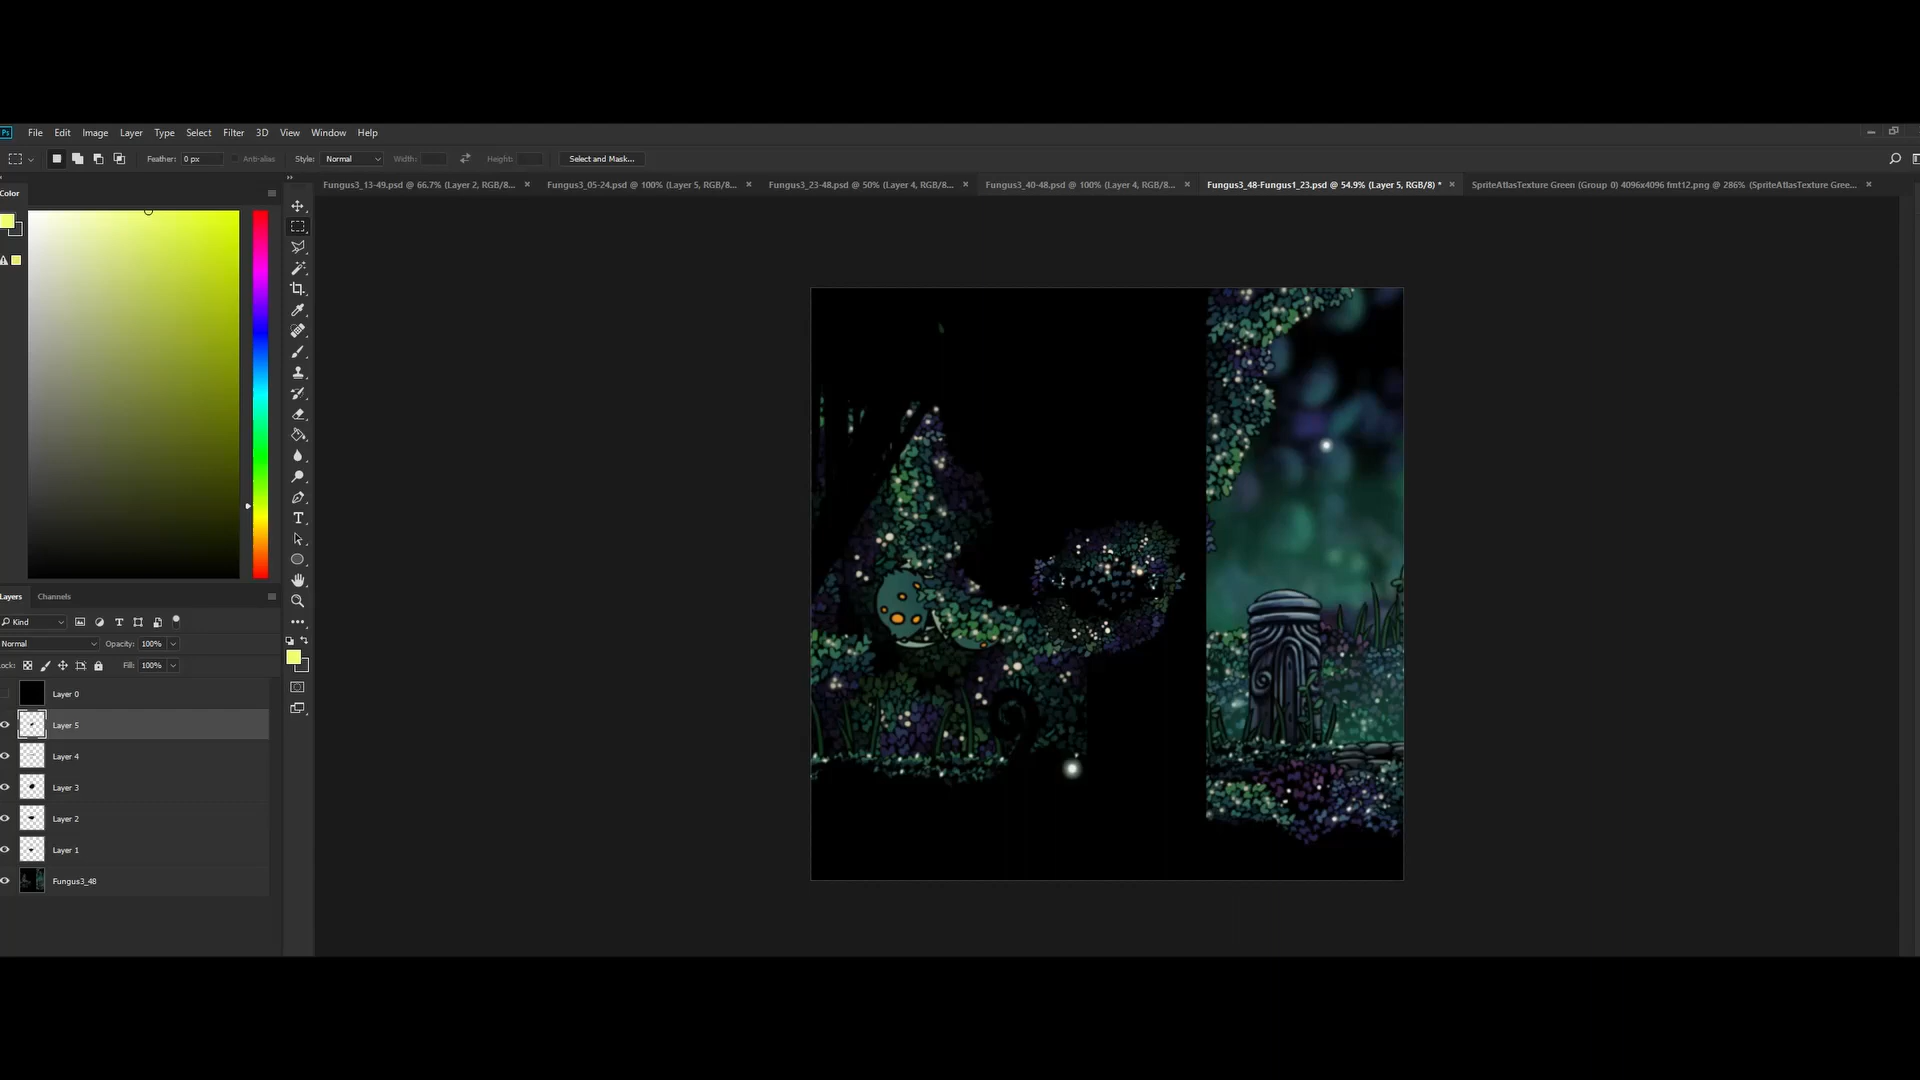 Ps File Edit Image Layer Type Select Filter 3D View Window Help
Feather: 0 px Anti-alias Style: Normal Width: Height: Select and Mask...
Fungus3_13-49.psd @ 66.7% (Layer 2, RGB/8... Fungus3_05-24.psd @ 100% (Layer 5, RGB/8... Fungus3_23-48.psd @ 50% (Layer 4, RGB/8... Fungus3_40-48.psd @ 100% (Layer 4, RGB/8... Fungus3_48-Fungus1_23.psd @ 54.9% (Layer 5, RGB/8) * SpriteAtlasTexture Green (Group 0) 4096x4096 fmt12.png @ 286% (SpriteAtlasTexture Gree...
Color
Layers Channels
Kind
Normal Opacity: 100%
Lock: Fill: 100%
Layer 0
Layer 5
Layer 4
Layer 3
Layer 2
Layer 1
Fungus3_48